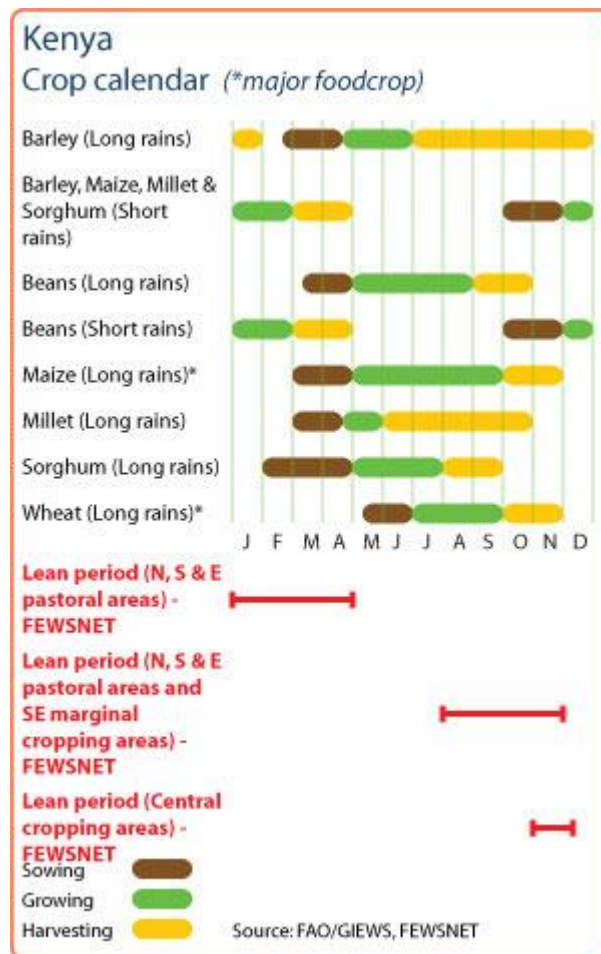 Kenya
Crop calendar (*major foodcrop)
Barley (Long rains)
Barley, Maize, Millet &
Sorghum (Short
rains)
Beans (Long rains)
Beans (Short rains)
Maize (Long rains)*
Millet (Long rains)
Sorghum (Long rains)
Wheat (Long rains)*
J F M A M J J A S O N D
Lean period (N, S & E
pastoral areas) -
FEWSNET
Lean period (N, S & E
pastoral areas and
SE marginal
cropping areas) -
FEWSNET
Lean period (Central
cropping areas) -
FEWSNET
Sowing
Growing
Harvesting
Source: FAO/GIEWS, FEWSNET